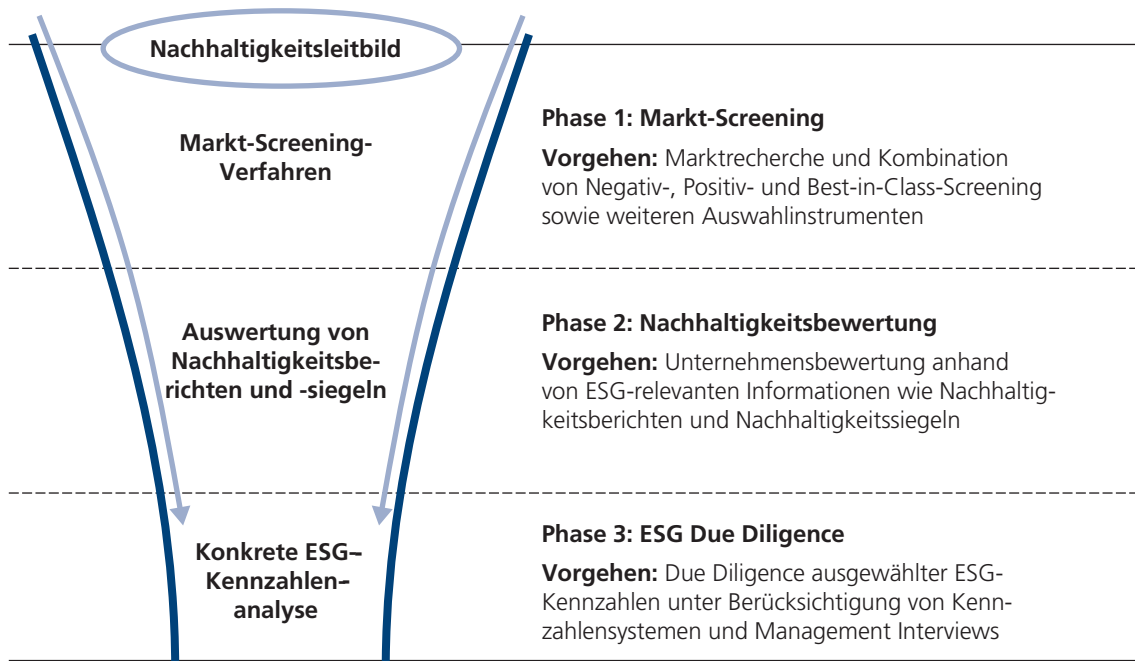 Nachhaltigkeitsleitbild
Markt-Screening-
Verfahren
Phase 1: Markt-Screening
Vorgehen: Marktrecherche und Kombination
von Negativ-, Positiv- und Best-in-Class-Screening
sowie weiteren Auswahlinstrumenten
Auswertung von
Nachhaltigkeitsbe-
richten und -siegeln
Phase 2: Nachhaltigkeitsbewertung
Vorgehen: Unternehmensbewertung anhand
von ESG-relevanten Informationen wie Nachhaltig-
keitsberichten und Nachhaltigkeitssiegeln
Konkrete ESG-
Kennzahlen-
analyse
Phase 3: ESG Due Diligence
Vorgehen: Due Diligence ausgewählter ESG-
Kennzahlen unter Berücksichtigung von Kenn-
zahlensystemen und Management Interviews